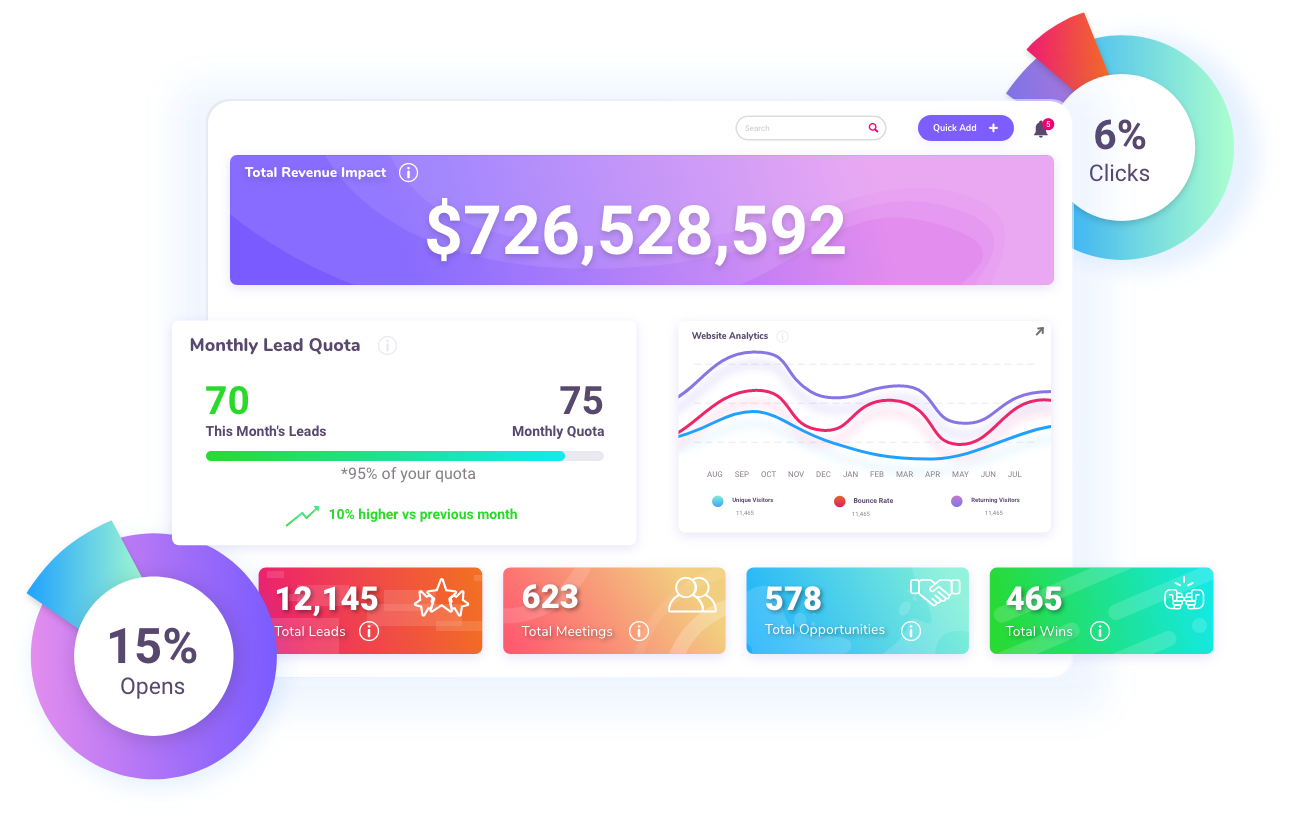 6%
Clicks
Search
Quick Add +
5
Total Revenue Impact
$726,528,592
Monthly Lead Quota
70
75
This Month's Leads
Monthly Quota
*95% of your quota
10% higher vs previous month
Website Analytics
AUG SEP OCT NOV DEC JAN FEB MAR APR MAY JUN JUL
Unique Visitors Bounce Rate Returning Visitors
11,465 11,465 11,465
12,145
Total Leads
623
Total Meetings
578
Total Opportunities
465
Total Wins
15%
Opens